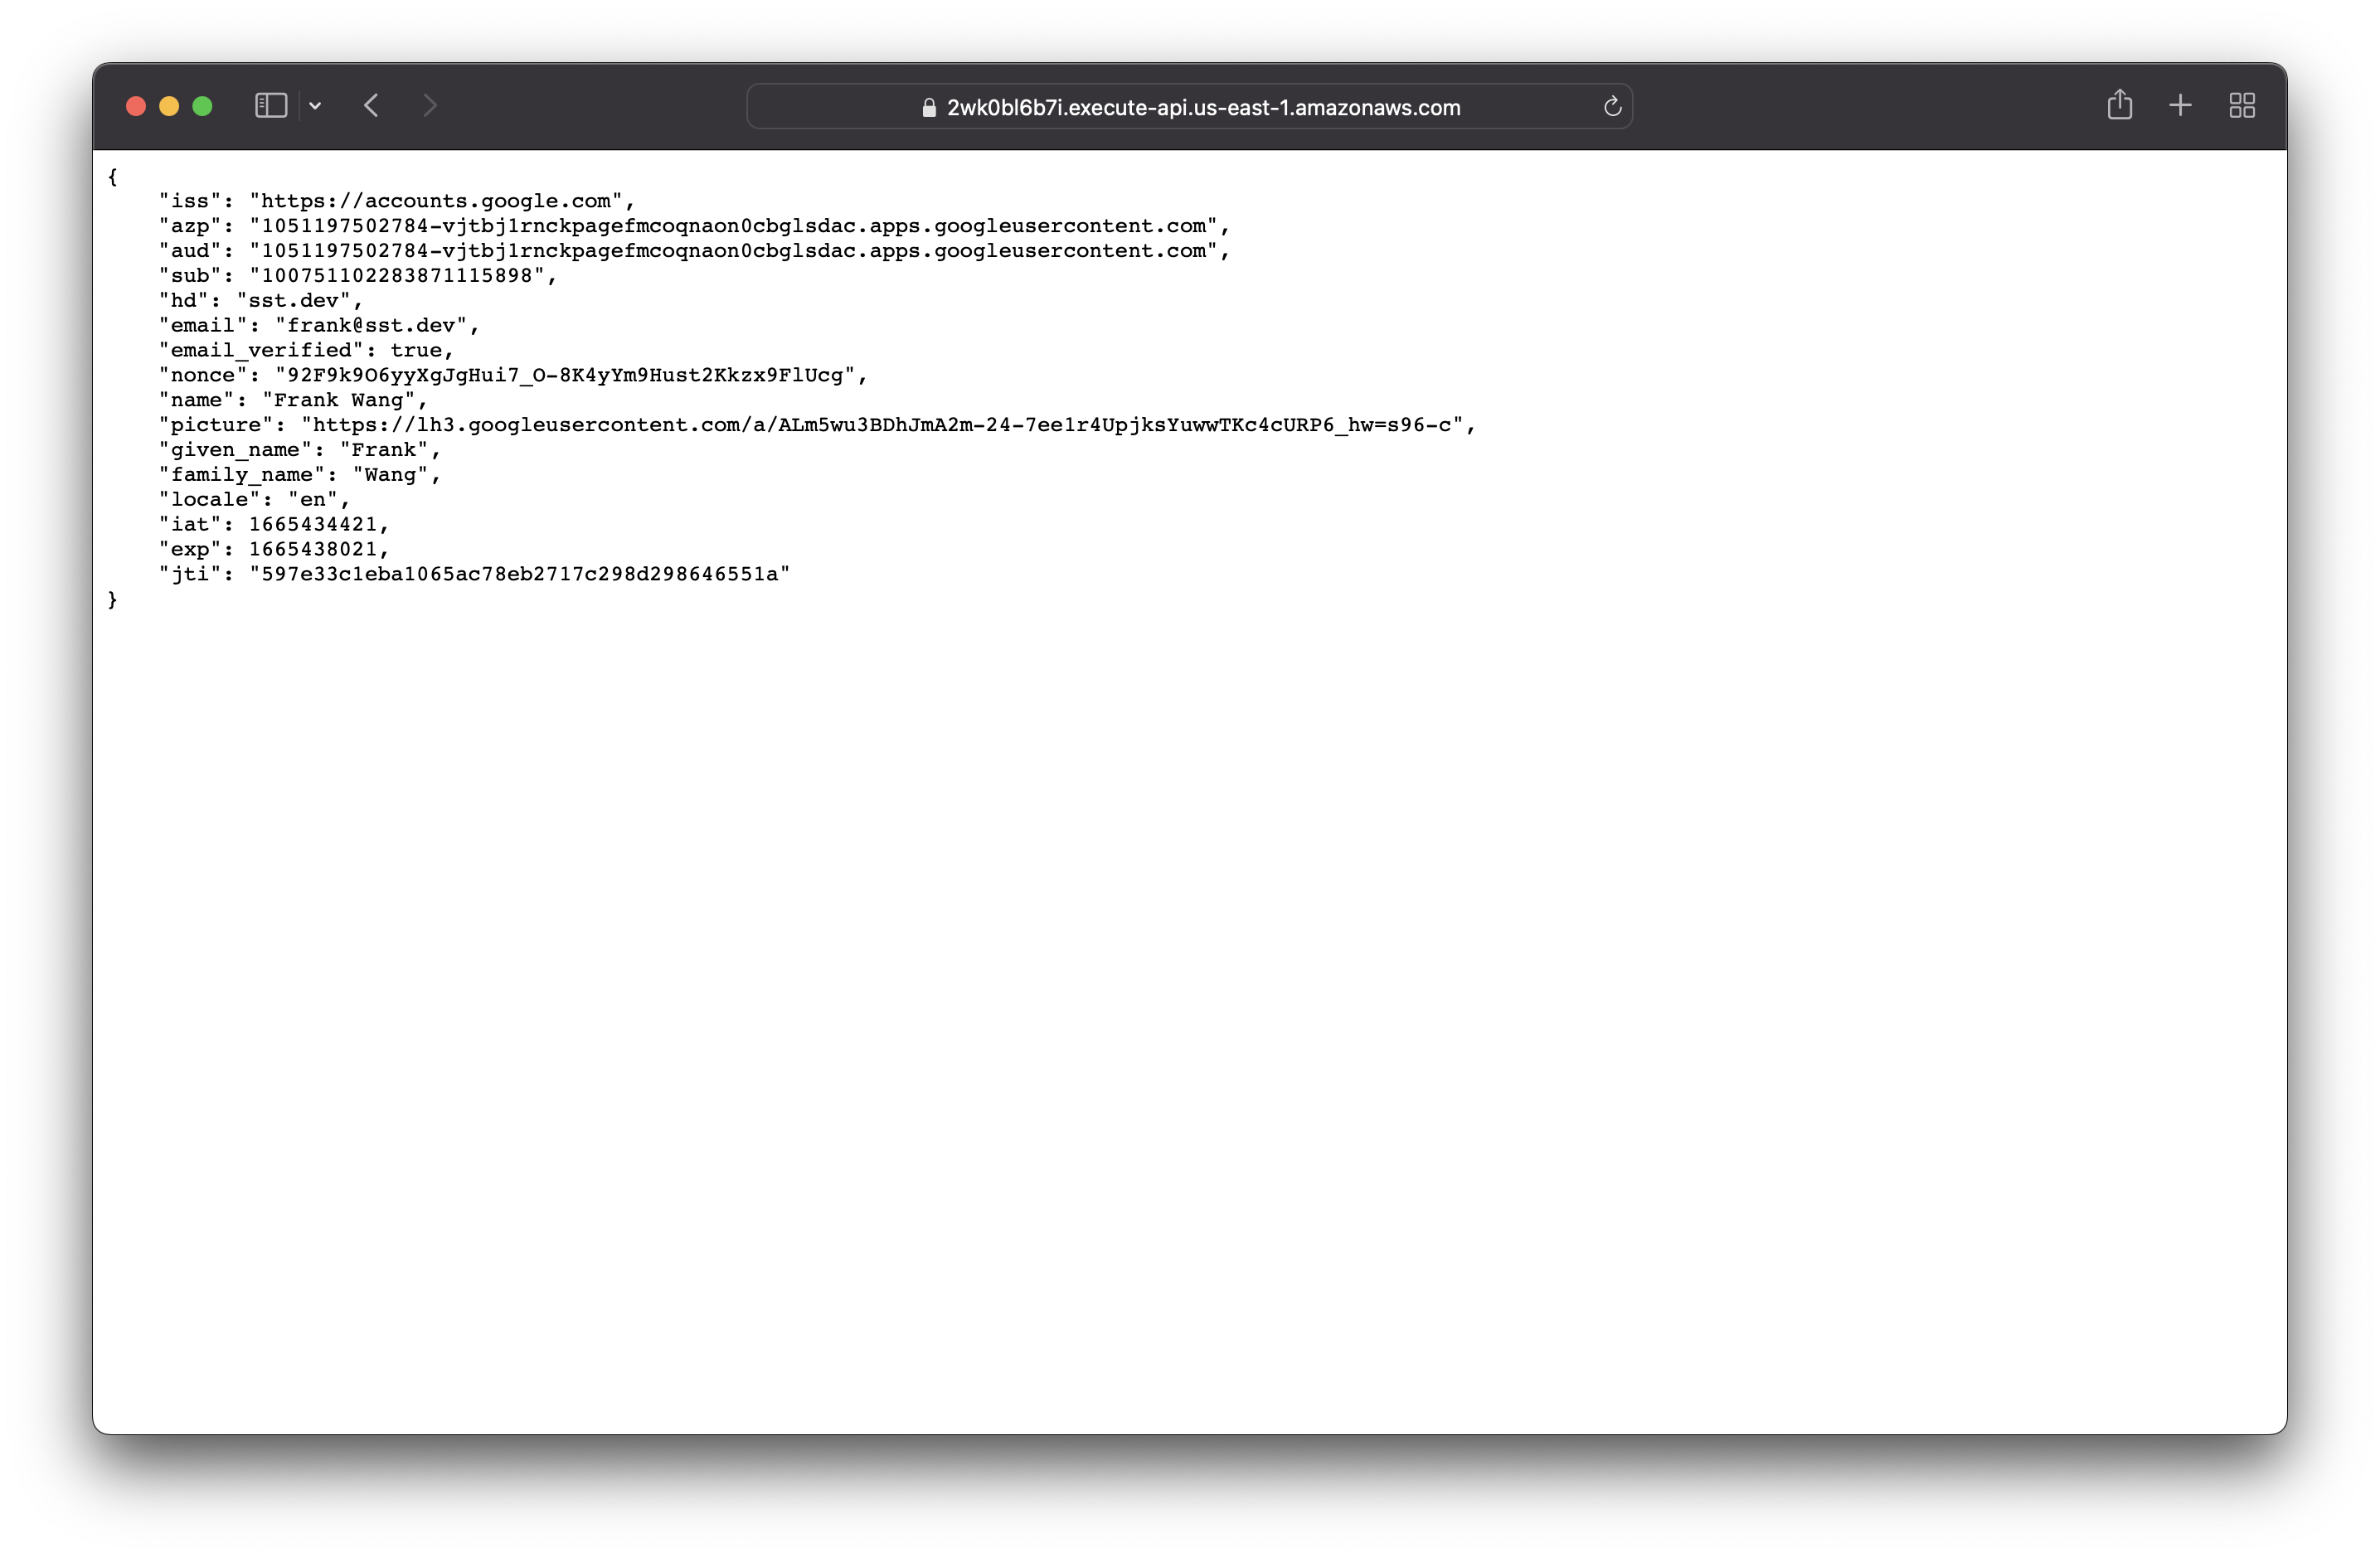 2wk0bl6b7i.execute-api.us-east-1.amazonaws.com
{
    "iss": "https://accounts.google.com",
    "azp": "1051197502784-vjtbj1rnckpagefmcoqnaon0cbglsdac.apps.googleusercontent.com",
    "aud": "1051197502784-vjtbj1rnckpagefmcoqnaon0cbglsdac.apps.googleusercontent.com",
    "sub": "100751102283871115898",
    "hd": "sst.dev",
    "email": "frank@sst.dev",
    "email_verified": true,
    "nonce": "92F9k9O6yyXgJgHui7_O-8K4yYm9Hust2Kkzx9FlUcg",
    "name": "Frank Wang",
    "picture": "https://lh3.googleusercontent.com/a/ALm5wu3BDhJmA2m-24-7ee1r4UpjksYuwwTKc4cURP6_hw=s96-c",
    "given_name": "Frank",
    "family_name": "Wang",
    "locale": "en",
    "iat": 1665434421,
    "exp": 1665438021,
    "jti": "597e33c1eba1065ac78eb2717c298d298646551a"
}